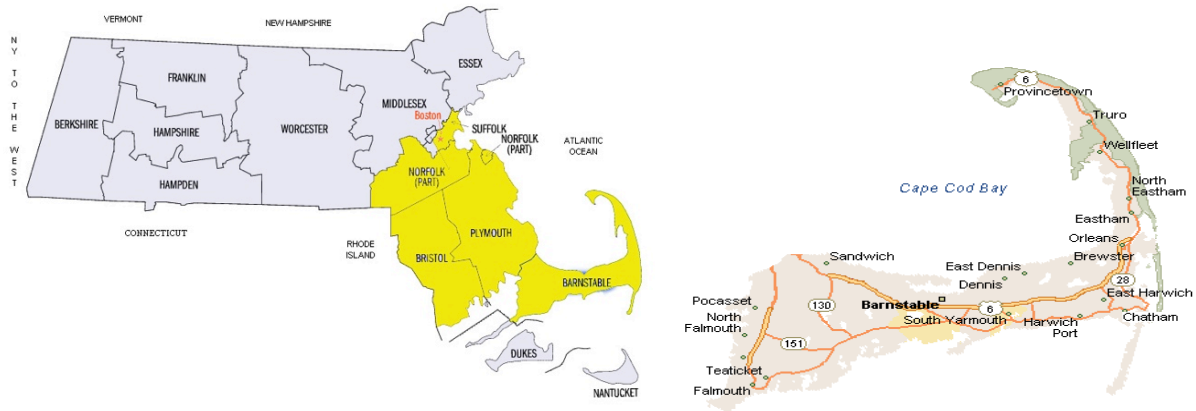 VERMONT
NEW HAMPSHIRE
NY TO THE WEST
ESSEX
FRANKLIN
MIDDLESEX
Boston
BERKSHIRE
HAMPSHIRE
WORCESTER
SUFFOLK
NORFOLK
(PART)
ATLANTIC
OCEAN
HAMPDEN
NORFOLK
(PART)
CONNECTICUT
RHODE
ISLAND
PLYMOUTH
BRISTOL
BARNSTABLE
DUKES
NANTUCKET
6
Provincetown
Truro
Wellfleet
Cape Cod Bay
North
Eastham
Eastham
Orleans
Sandwich
Brewster
East Dennis
Dennis
28
East Harwich
Pocasset
130
Barnstable
6
North
Falmouth
South Yarmouth
Harwich
Port
Chatham
151
Teaticket
Falmouth